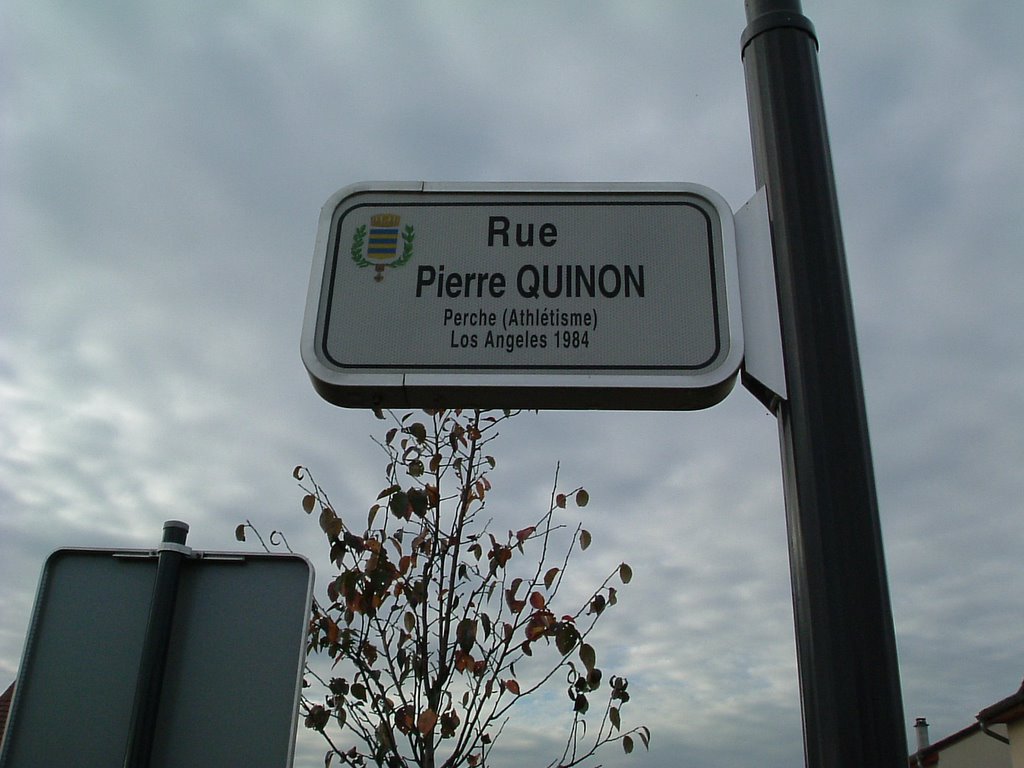 Rue
Pierre QUINON
Perche (Athlétisme)
Los Angeles 1984